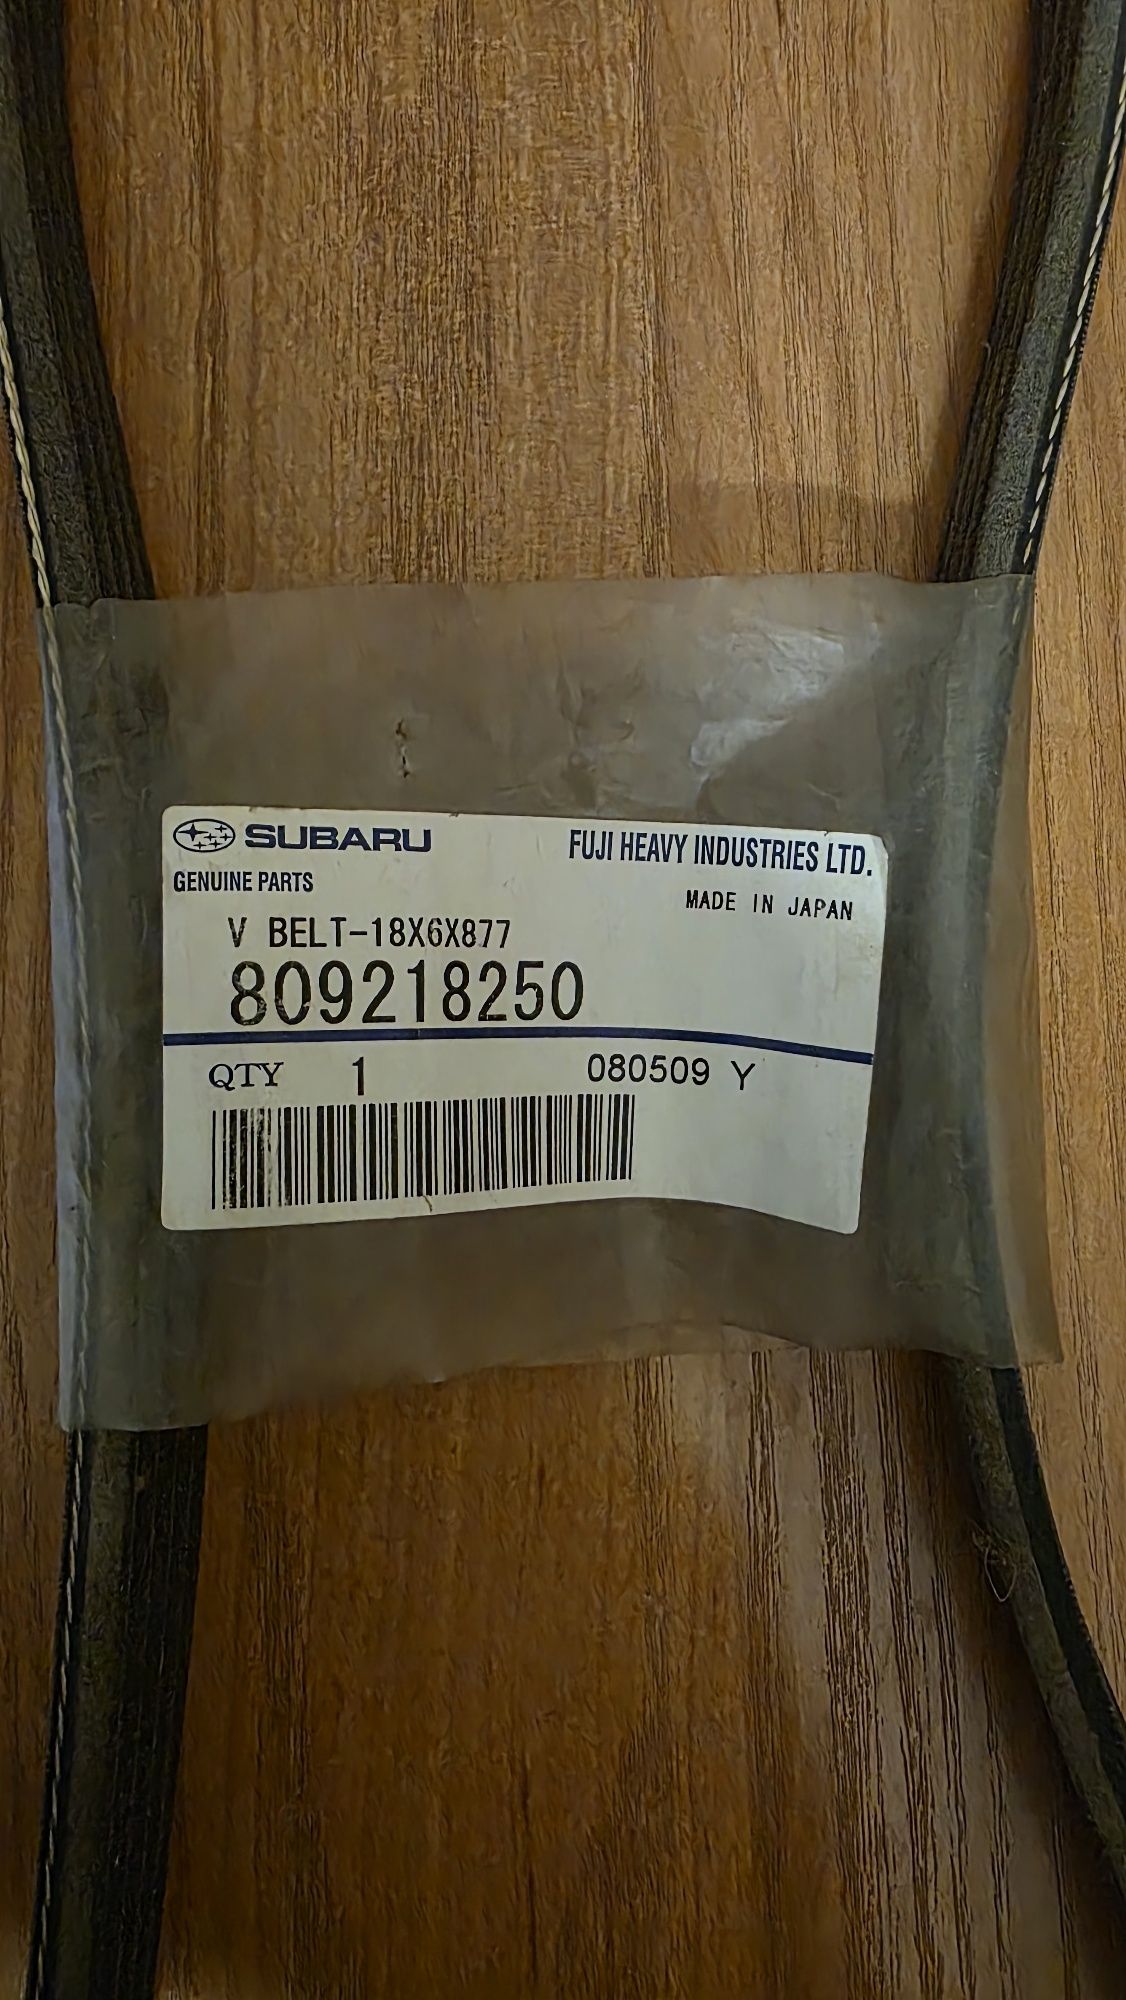 SUBARU FUJI HEAVY INDUSTRIES LTD.
GENUINE PARTS
MADE IN JAPAN
V BELT-18X6X877
809218250
QTY 1 080509 Y